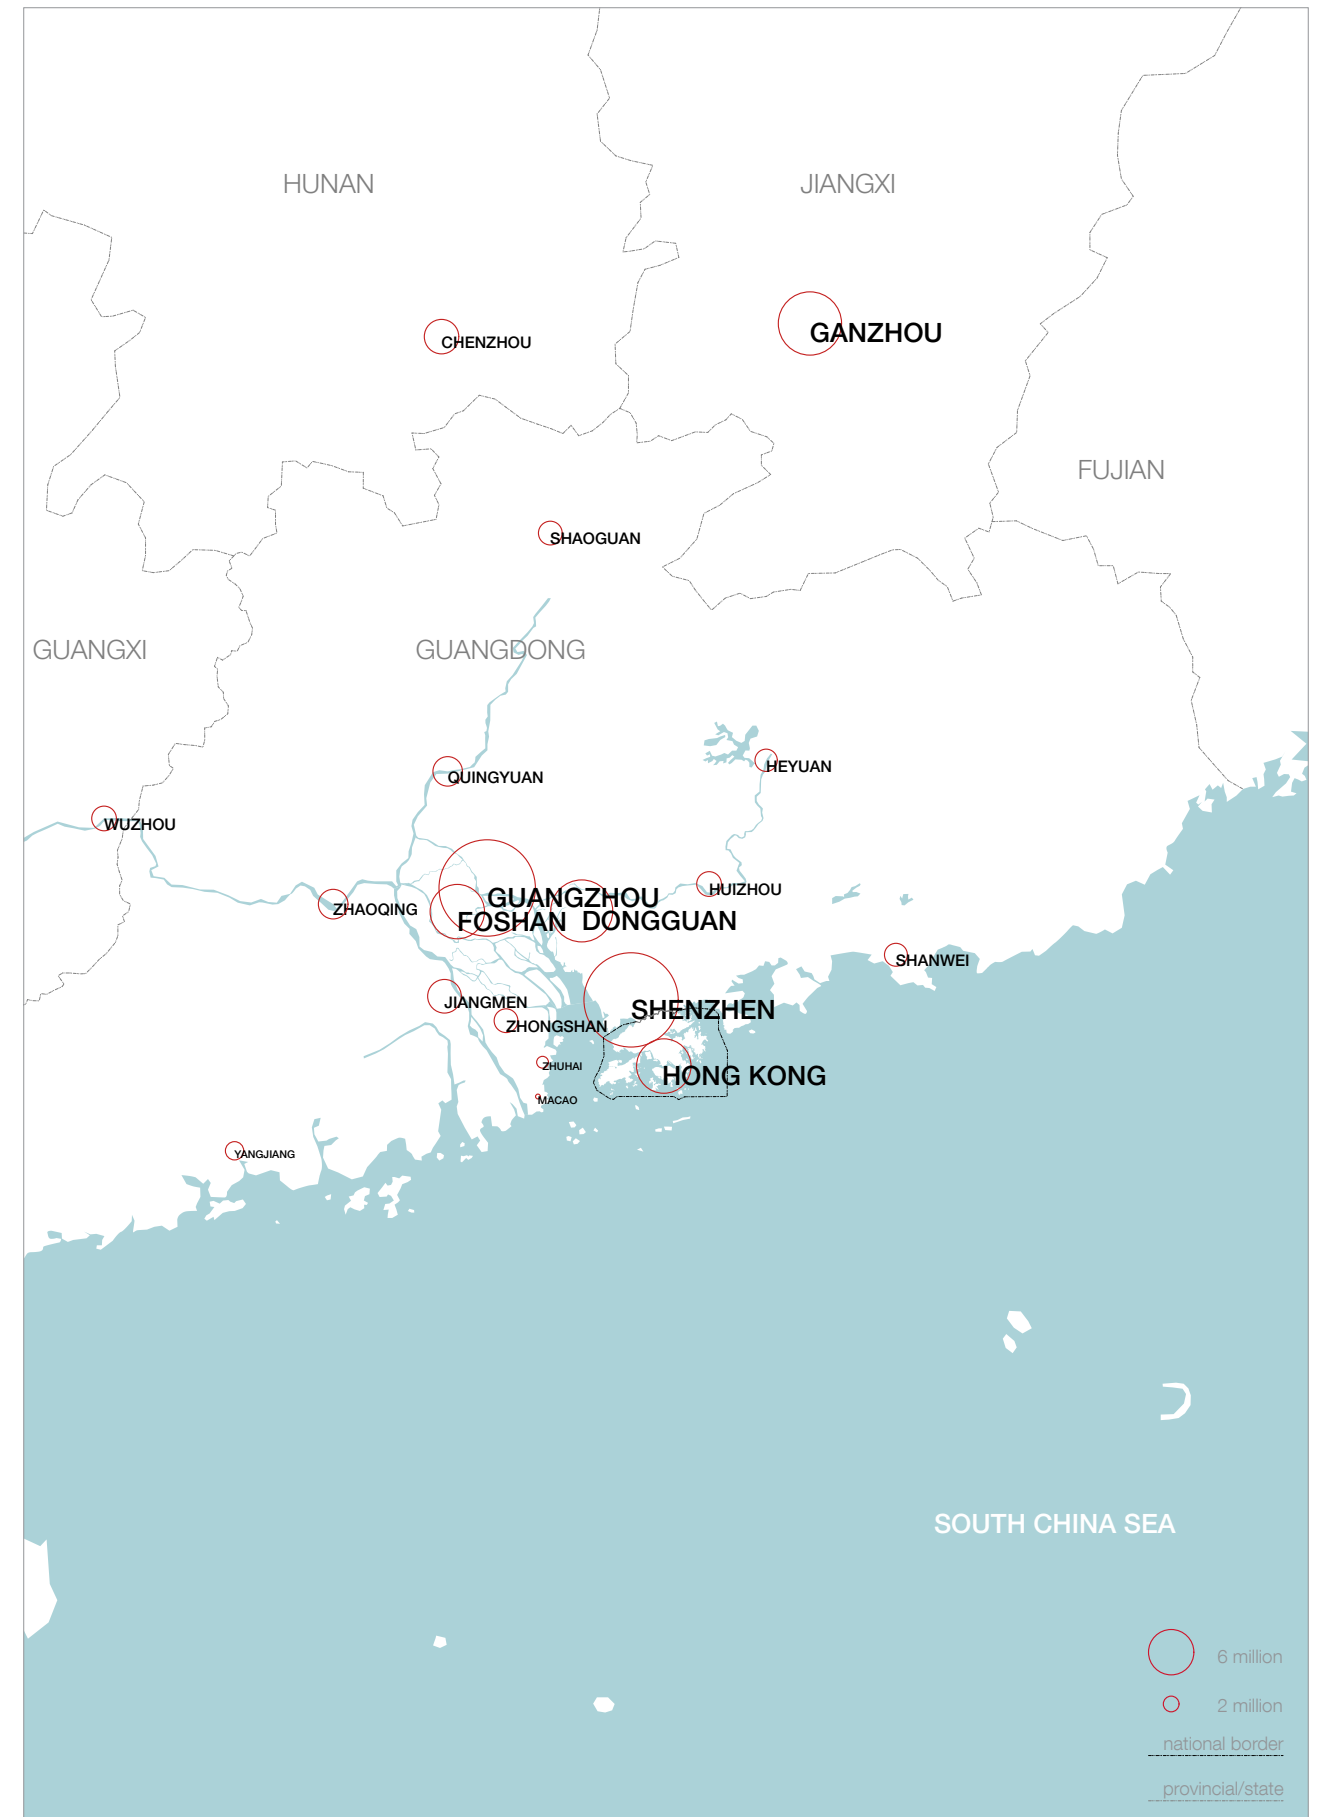 HUNAN
JIANGXI
GANZHOU
CHENZHOU
FUJIAN
SHAOGUAN
GUANGXI
GUANGDONG
HEYUAN
QUINGYUAN
WUZHOU
HUIZHOU
GUANGZHOU
ZHAOQING
FOSHAN
DONGGUAN
SHANWEI
JIANGMEN
SHENZHEN
ZHONGSHAN
ZHUHAI
HONG KONG
MACAO
YANGJIANG
SOUTH CHINA SEA
6 million
2 million
national border
provincial/state